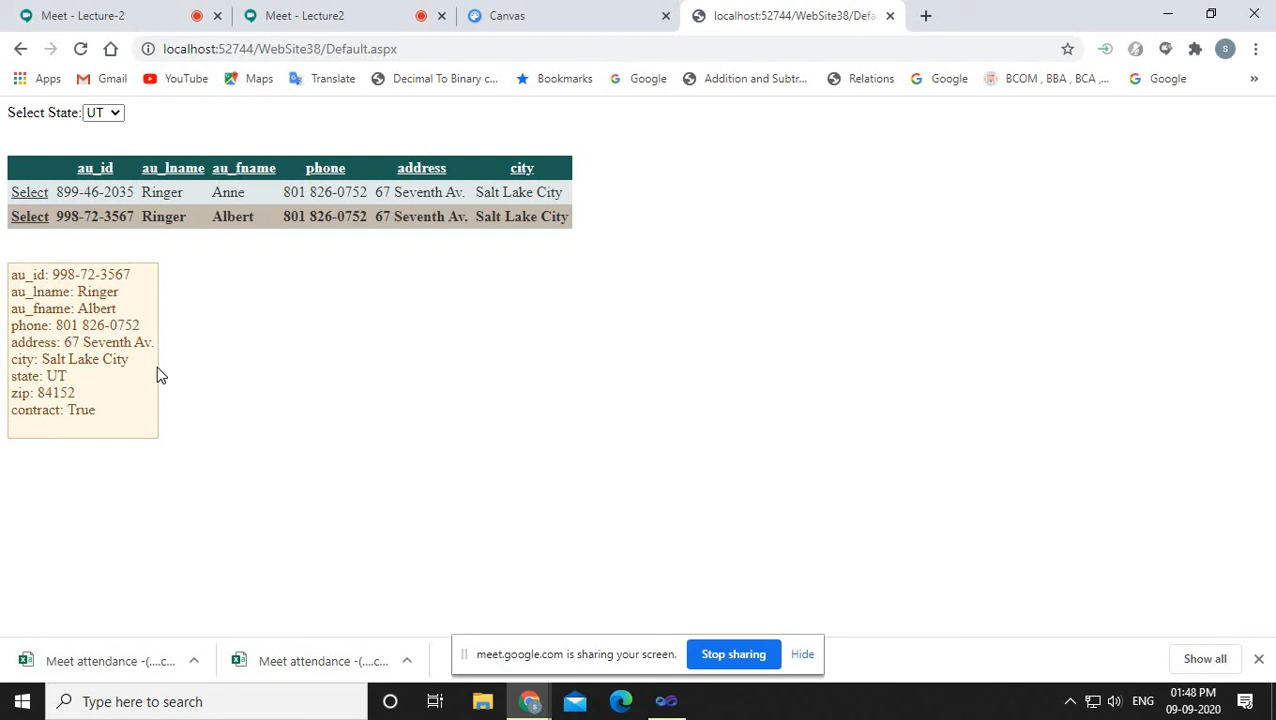 Meet - Lecture-2
Meet - Lecture2
Canvas
localhost:52744/WebSite38/Defa
localhost:52744/WebSite38/Default.aspx
S
Apps
Gmail
YouTube
Maps
Translate
Decimal To Binary c...
Bookmarks
Google
Addition and Subtr...
Relations
Google
BCOM , BBA , BCA ,...
Google
»
Select State: UT
au_id au_lname au_fname phone address city
Select 899-46-2035 Ringer Anne 801 826-0752 67 Seventh Av. Salt Lake City
Select 998-72-3567 Ringer Albert 801 826-0752 67 Seventh Av. Salt Lake City
au_id: 998-72-3567
au_lname: Ringer
au_fname: Albert
phone: 801 826-0752
address: 67 Seventh Av.
city: Salt Lake City
state: UT
zip: 84152
contract: True
Meet attendance -(....c...
Meet attendance -(....c...
meet.google.com is sharing your screen.
Stop sharing
Hide
Show all
Type here to search
ENG
01:48 PM
09-09-2020